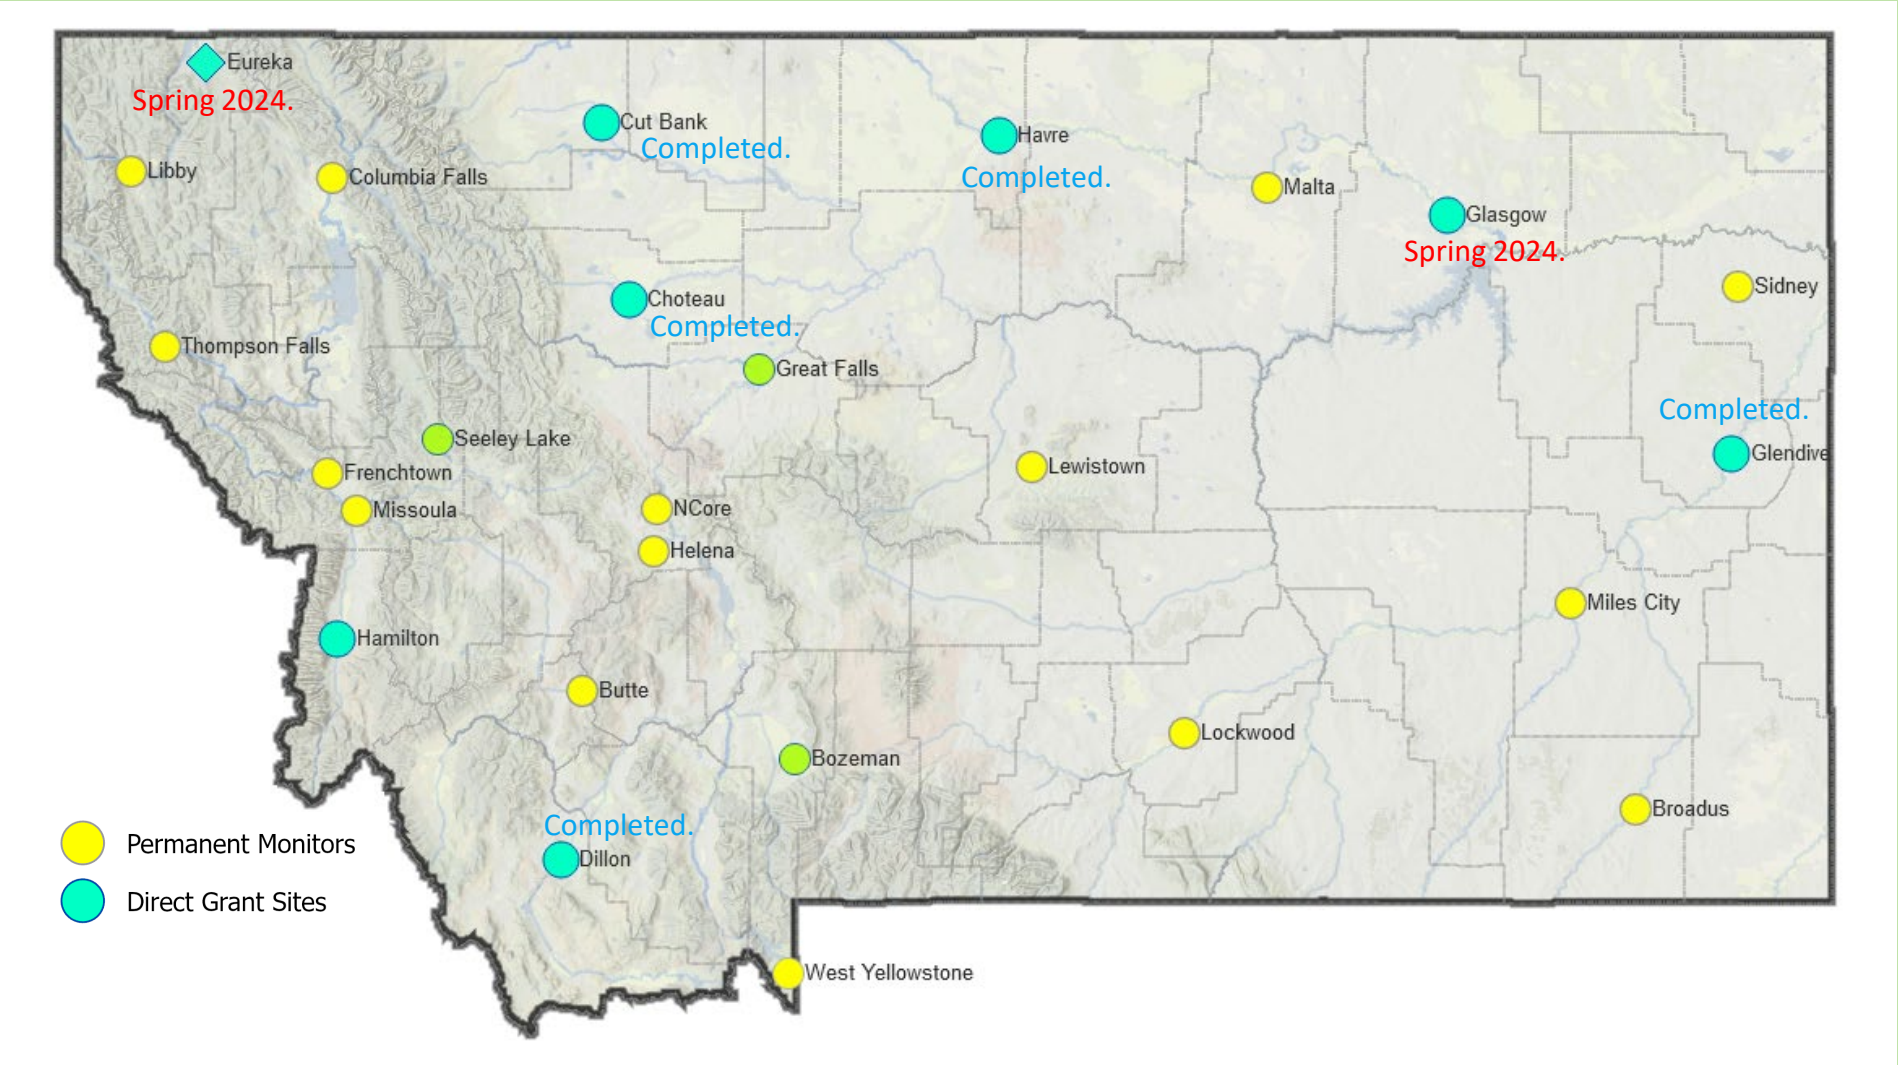 Eureka
Spring 2024.
Cut Bank
Completed.
Havre
Completed.
Libby
Columbia Falls
Malta
Glasgow
Spring 2024.
Sidney
Choteau
Completed.
Thompson Falls
Great Falls
Completed.
Glendive
Seeley Lake
Frenchtown
Lewistown
Missoula
NCore
Helena
Miles City
Hamilton
Butte
Lockwood
Bozeman
Broadus
Completed.
Dillon
Permanent Monitors
Direct Grant Sites
West Yellowstone